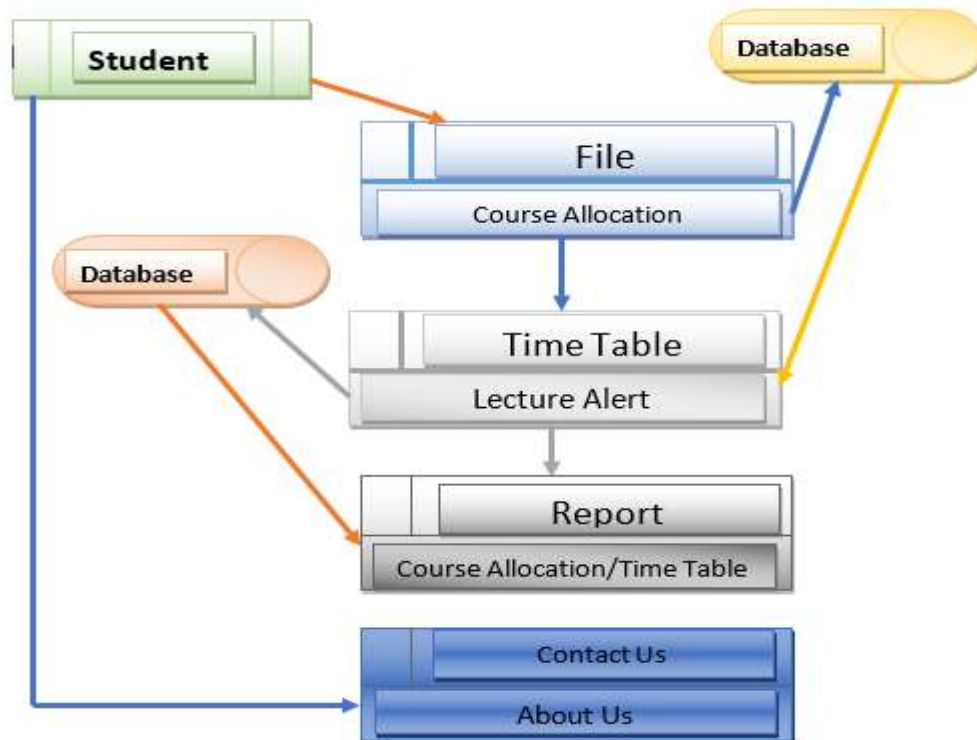 Student
Database
File
Course Allocation
Database
Time Table
Lecture Alert
Report
Course Allocation/Time Table
Contact Us
About Us